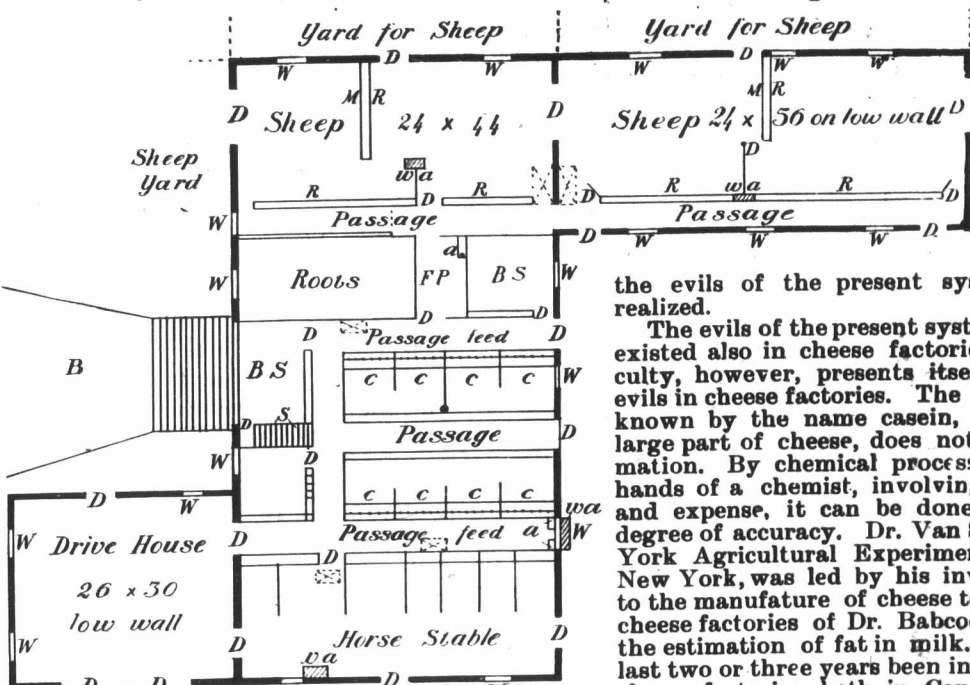 Yard for Sheep
Yard for Sheep
W D W W D W W
D Sheep M R 24 x 44 D Sheep 24 x M R 56 on low wall D
Sheep
Yard
wa D
R D R D R wa R D
W Passage Passage
D W W W D
a
W Roots FP BS W
D D
D Passage feed D
B BS c c c c W
S
D Passage D
W D
c c c c wa
D W D Passage feed a W
W Drive House D
26 x 30
low wall
W D Horse Stable D
va
D D W D W
the evils of the present sys
realized.
The evils of the present syst
existed also in cheese factorie
culty, however, presents itse
evils in cheese factories. The
known by the name casein,
large part of cheese, does not
mation. By chemical process
hands of a chemist, involvin
and expense, it can be done
degree of accuracy. Dr. Van
York Agricultural Experimen
New York, was led by his inv
to the manufature of cheese t
cheese factories of Dr. Babco
the estimation of fat in milk.
last two or three years been in